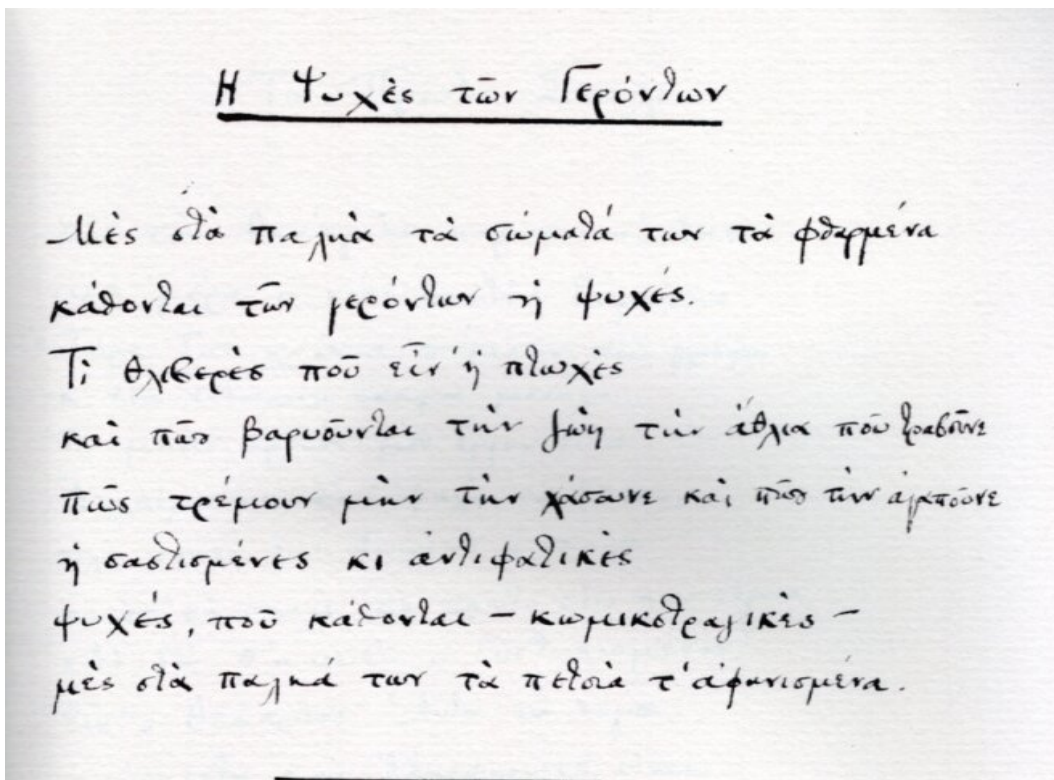 Η Ψυχὲς τῶν Γερόντων
Μὲς στὰ παληὰ τὰ σώματά των τὰ φθαρμένα
κάθονται τῶν γερόντων ἡ ψυχές.
Τί θλιβερὲς ποῦ εἶν' ἡ πτωχὲς
καὶ πῶς βαρυοῦνται τὴν ζωὴ τὴν ἄθλια ποῦ τραβοῦνε
πῶς τρέμουν μὴν τὴν χάσουνε καὶ πῶς τὴν ἀγαποῦνε
ἡ σαστισμένες κι ἀντιφατικὲς
ψυχές, ποῦ κάθονται – κωμικοτραγικὲς –
μὲς στὰ παληά των τὰ πετσιὰ τ' ἀφανισμένα.